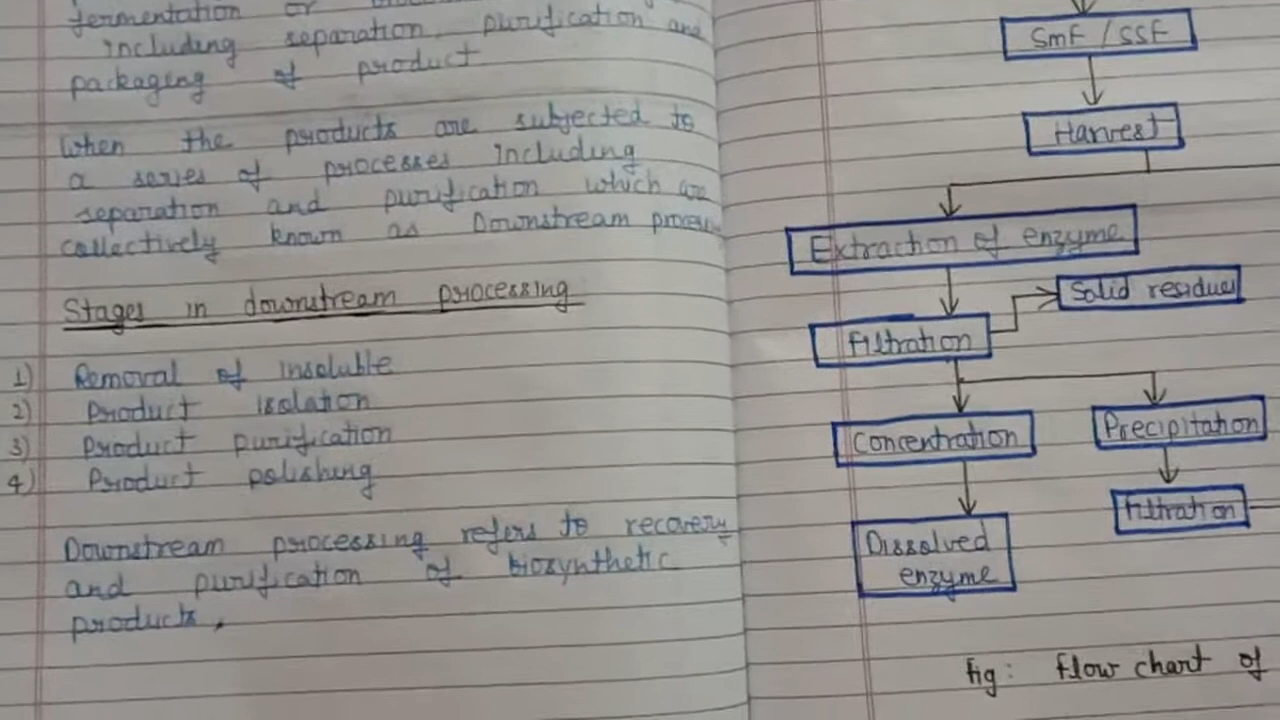 fermentation or
including separation, purification and
packaging of product
When the products are subjected to
a series of processes including
separation and purification which are
collectively known as Downstream
Stages in downstream processing
1) Removal of insoluble
2) Product isolation
3) Product purification
4) Product polishing
Downstream processing refers to recovery
and purification of biosynthetic
products,
SmF / SSF
Harvest
Extraction of enzyme
Solid residue
Filtration
Concentration
Precipitation
Filtration
Dissolved
enzyme
fig: Flow chart of